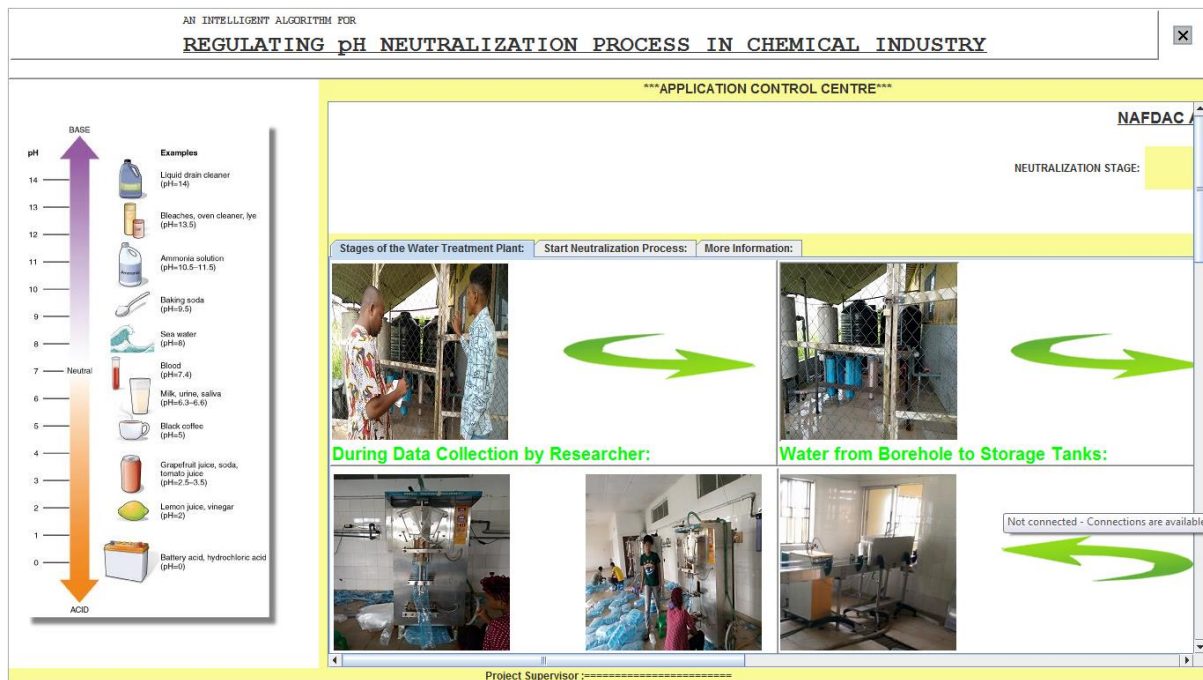 AN INTELLIGENT ALGORITHM FOR
REGULATING pH NEUTRALIZATION PROCESS IN CHEMICAL INDUSTRY
***APPLICATION CONTROL CENTRE***
NAFDAC A
NEUTRALIZATION STAGE:
BASE
pH
Examples
14
Liquid drain cleaner
(pH=14)
13
Bleaches, oven cleaner, lye
(pH=13.5)
12
11
Ammonia solution
(pH=10.5–11.5)
10
Baking soda
(pH=9.5)
9
8
Sea water
(pH=8)
7
Neutral
Blood
(pH=7.4)
6
Milk, urine, saliva
(pH=6.3–6.6)
5
Black coffee
(pH=5)
4
3
Grapefruit juice, soda,
tomato juice
(pH=2.5–3.5)
2
Lemon juice, vinegar
(pH=2)
1
0
Battery acid, hydrochloric acid
(pH=0)
ACID
Stages of the Water Treatment Plant:
Start Neutralization Process:
More Information:
During Data Collection by Researcher:
Water from Borehole to Storage Tanks:
Not connected - Connections are available
Project Supervisor :========================